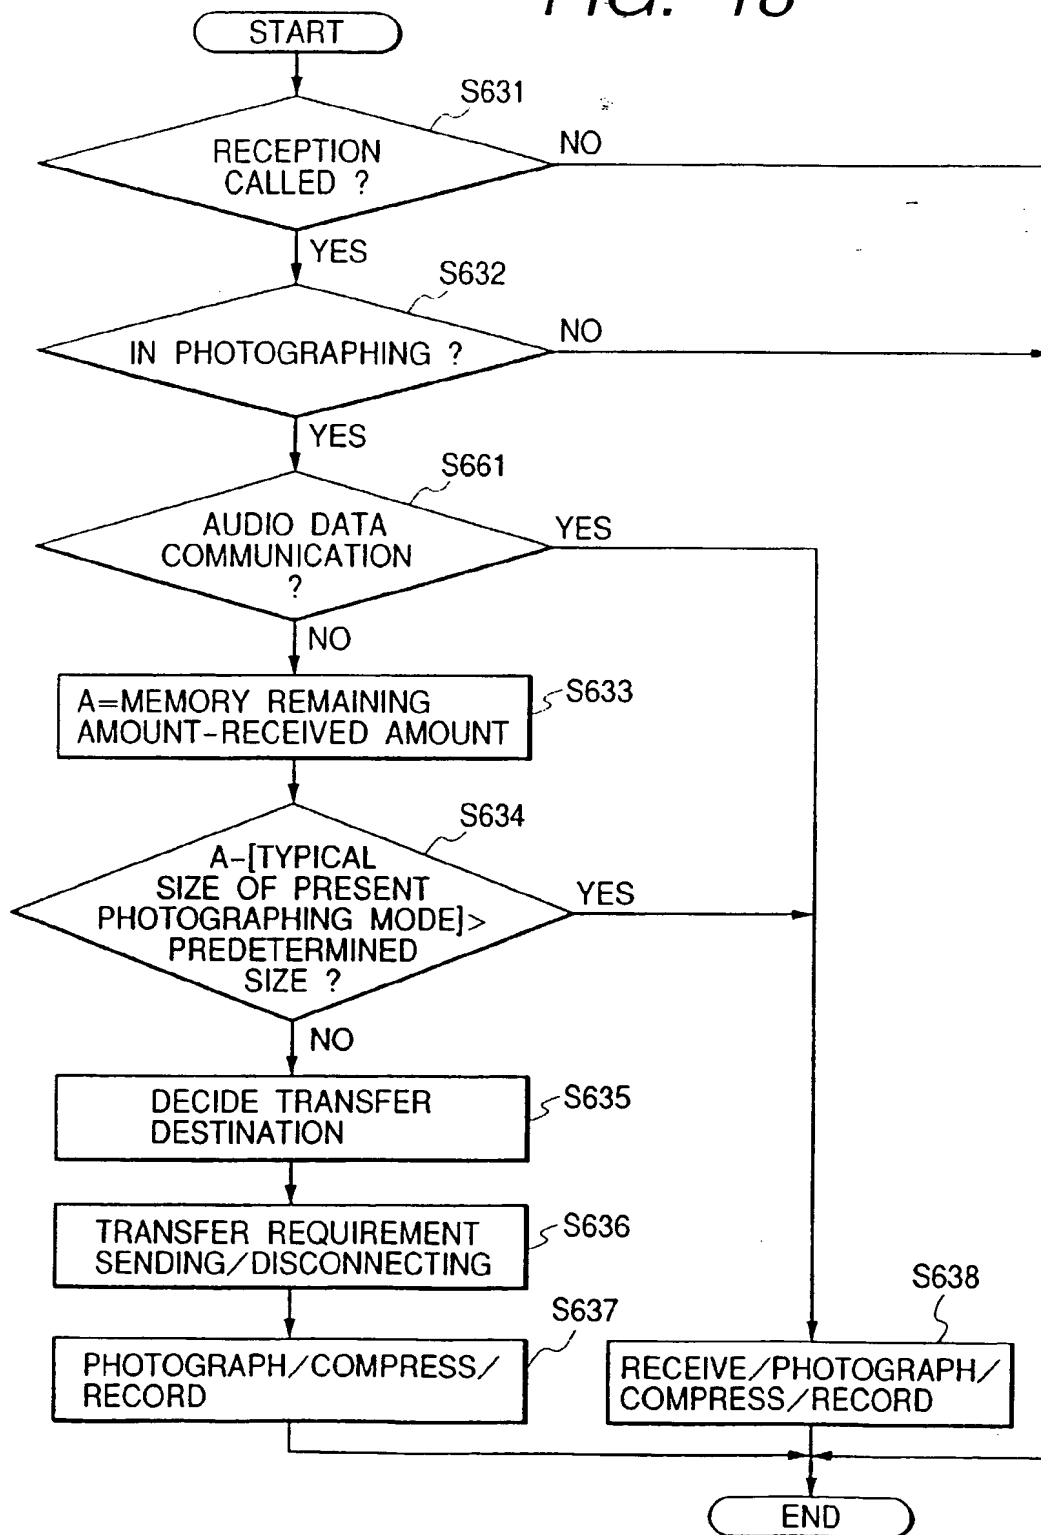 START
S631
RECEPTION
CALLED ?
NO
YES
S632
IN PHOTOGRAPHING ?
NO
YES
S661
AUDIO DATA
COMMUNICATION
?
YES
NO
A=MEMORY REMAINING
AMOUNT-RECEIVED AMOUNT
S633
S634
A-[TYPICAL
SIZE OF PRESENT
PHOTOGRAPHING MODE]>
PREDETERMINED
SIZE ?
YES
NO
DECIDE TRANSFER
DESTINATION
S635
TRANSFER REQUIREMENT
SENDING/DISCONNECTING
S636
S637
PHOTOGRAPH/COMPRESS/
RECORD
S638
RECEIVE/PHOTOGRAPH/
COMPRESS/RECORD
END